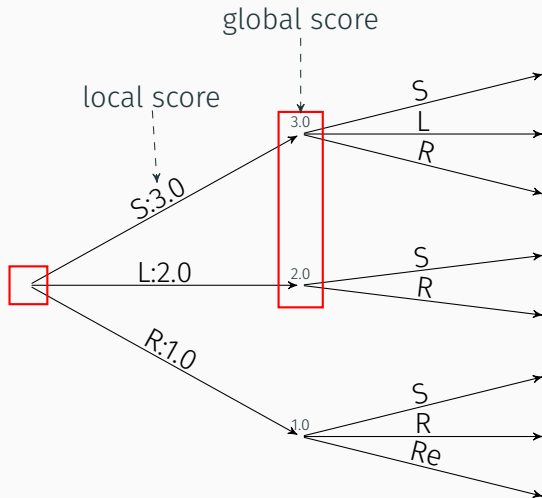 global score
local score
3.0
S
L
R
S:3.0
L:2.0
2.0
S
R
R:1.0
1.0
S
R
Re